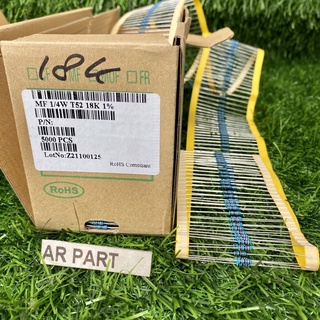 18K
MF 1/4W T52 18K 1%
P/N:
5000 PCS
LotNo:Z21100125
RoHS Compliant
RoHS
AR PART